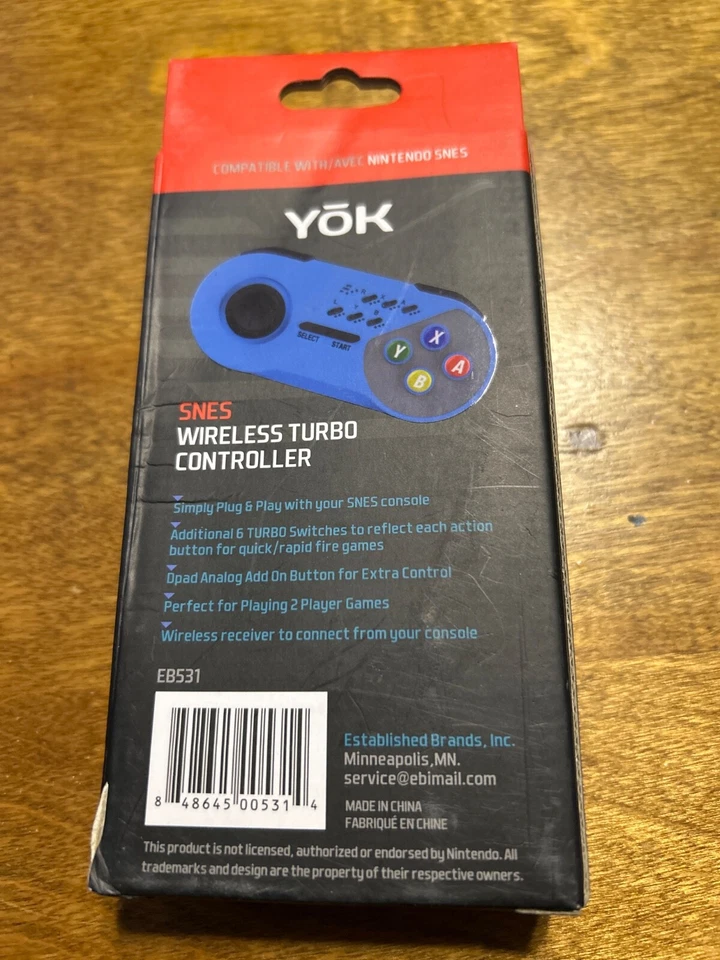 COMPATIBLE WITH/AVEC NINTENDO SNES
YŌK
SELECT START
X
Y
A
B
SNES
WIRELESS TURBO
CONTROLLER
Simply Plug & Play with your SNES console
Additional 6 TURBO Switches to reflect each action
button for quick/rapid fire games
Dpad Analog Add On Button for Extra Control
Perfect for Playing 2 Player Games
Wireless receiver to connect from your console
EB531
8 48645 00531 4
Established Brands, Inc.
Minneapolis,MN.
service@ebimail.com
MADE IN CHINA
FABRIQUÉ EN CHINE
This product is not licensed, authorized or endorsed by Nintendo. All
trademarks and design are the property of their respective owners.